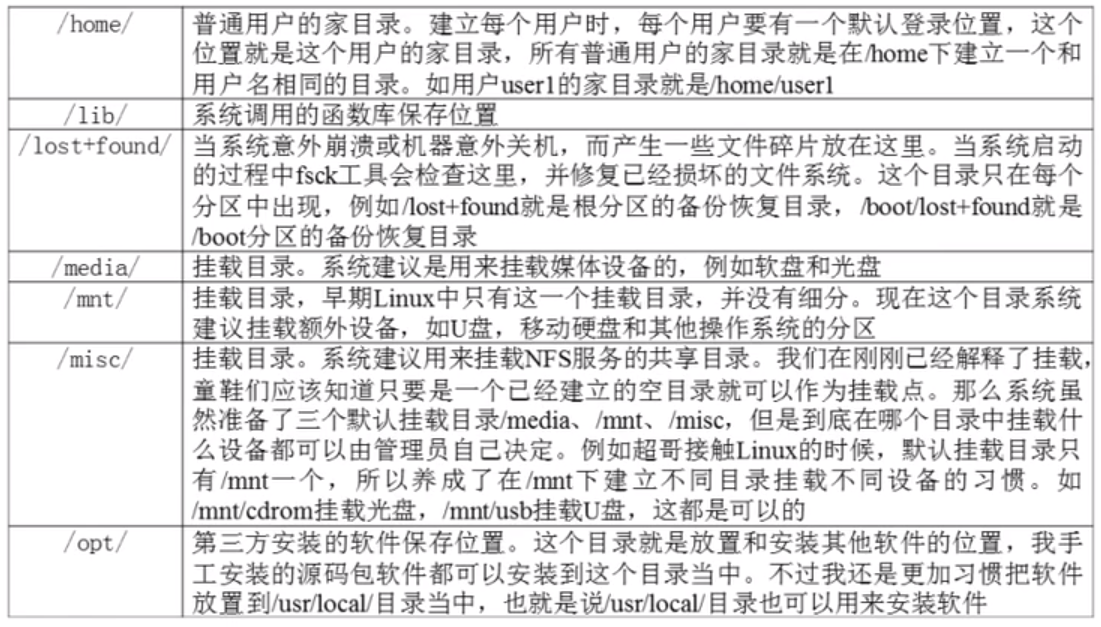 /home/ 普通用户的家目录。建立每个用户时，每个用户要有一个默认登录位置，这个
位置就是这个用户的家目录，所有普通用户的家目录就是在/home下建立一个和
用户名相同的目录。如用户user1的家目录就是/home/user1
/lib/ 系统调用的函数库保存位置
/lost+found/ 当系统意外崩溃或机器意外关机，而产生一些文件碎片放在这里。当系统启动
的过程中fsck工具会检查这里，并修复已经损坏的文件系统。这个目录只在每个
分区中出现，例如/lost+found就是根分区的备份恢复目录，/boot/lost+found就是
/boot分区的备份恢复目录
/media/ 挂载目录。系统建议是用来挂载媒体设备的，例如软盘和光盘
/mnt/ 挂载目录，早期Linux中只有这一个挂载目录，并没有细分。现在这个目录系统
建议挂载额外设备，如U盘，移动硬盘和其他操作系统的分区
/misc/ 挂载目录。系统建议用来挂载NFS服务的共享目录。我们在刚刚已经解释了挂载，
童鞋们应该知道只要是一个已经建立的空目录就可以作为挂载点。那么系统虽
然准备了三个默认挂载目录/media、/mnt、/misc，但是到底在哪个目录中挂载什
么设备都可以由管理员自己决定。例如超哥接触Linux的时候，默认挂载目录只
有/mnt一个，所以养成了在/mnt下建立不同目录挂载不同设备的习惯。如
/mnt/cdrom挂载光盘，/mnt/usb挂载U盘，这都是可以的
/opt/ 第三方安装的软件保存位置。这个目录就是放置和安装其他软件的位置，我手
工安装的源码包软件都可以安装到这个目录当中。不过我还是更加习惯把软件
放置到/usr/local/目录当中，也就是说/usr/local/目录也可以用来安装软件